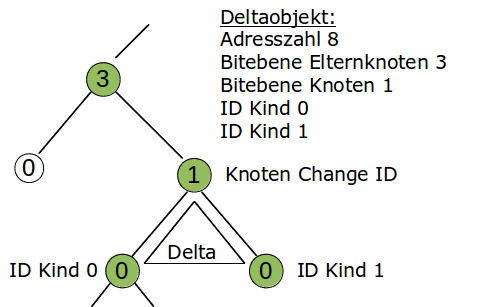 Deltaobjekt:
Adresszahl 8
Bitebene Elternknoten 3
Bitebene Knoten 1
ID Kind 0
ID Kind 1
3
0
1 Knoten Change ID
Delta
ID Kind 0 0
0 ID Kind 1